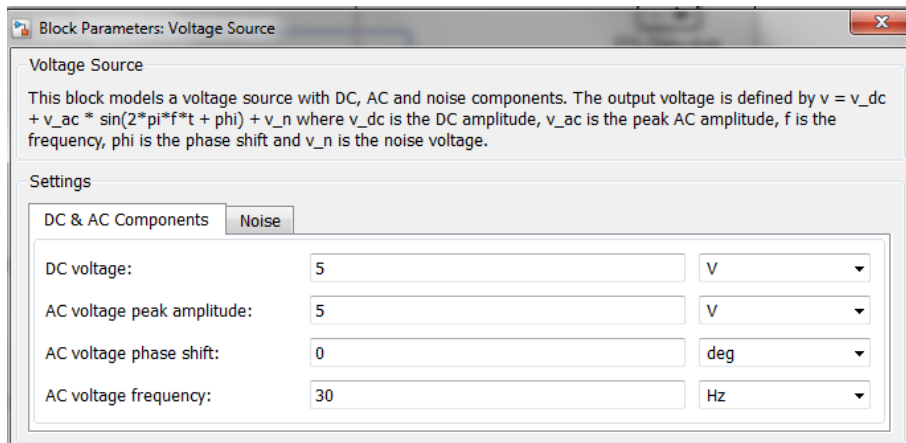 Block Parameters: Voltage Source
Voltage Source
This block models a voltage source with DC, AC and noise components. The output voltage is defined by v = v_dc
+ v_ac * sin(2*pi*f*t + phi) + v_n where v_dc is the DC amplitude, v_ac is the peak AC amplitude, f is the
frequency, phi is the phase shift and v_n is the noise voltage.
Settings
DC & AC Components Noise
DC voltage: 5 V
AC voltage peak amplitude: 5 V
AC voltage phase shift: 0 deg
AC voltage frequency: 30 Hz